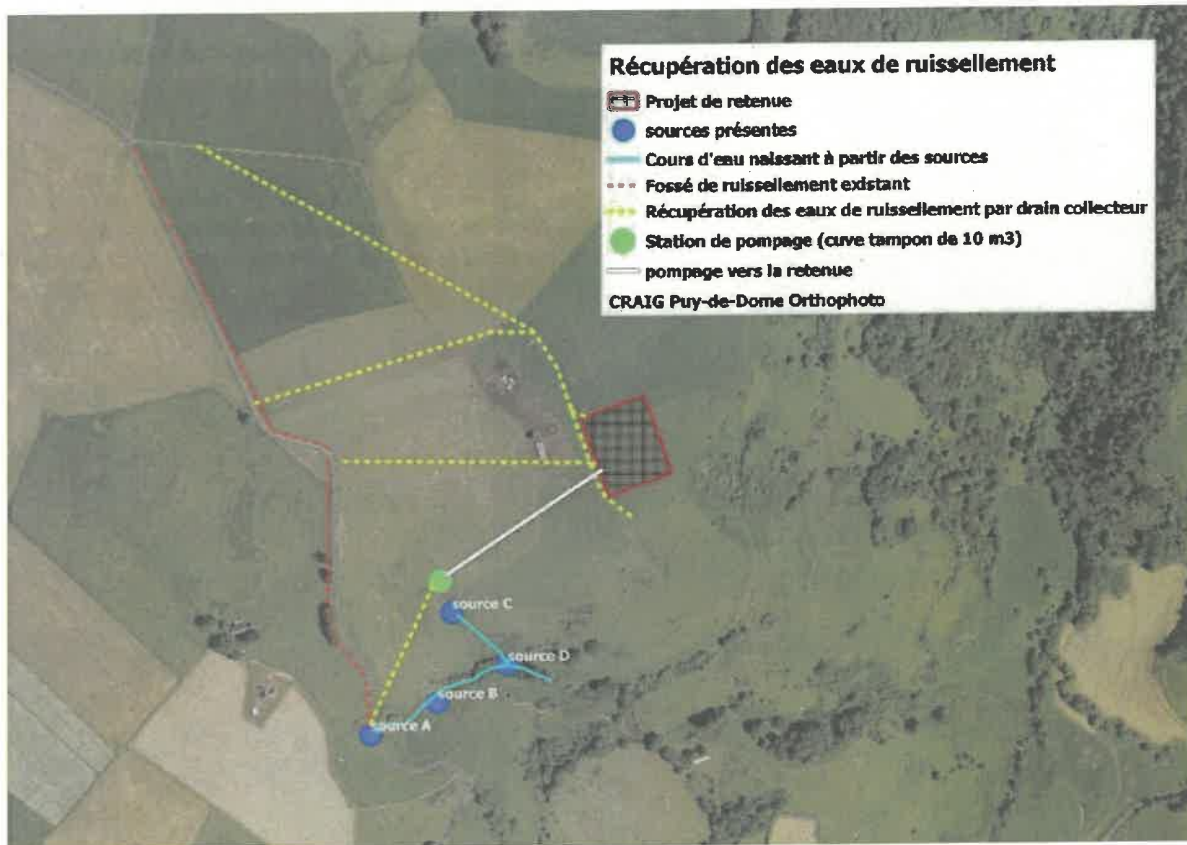 Récupération des eaux de ruissellement
Projet de retenue
sources présentes
Cours d'eau naissant à partir des sources
Fossé de ruissellement existant
Récupération des eaux de ruissellement par drain collecteur
Station de pompage (cuve tampon de 10 m3)
pompage vers la retenue
CRAIG Puy-de-Dome Orthophoto
source C
source D
source B
source A